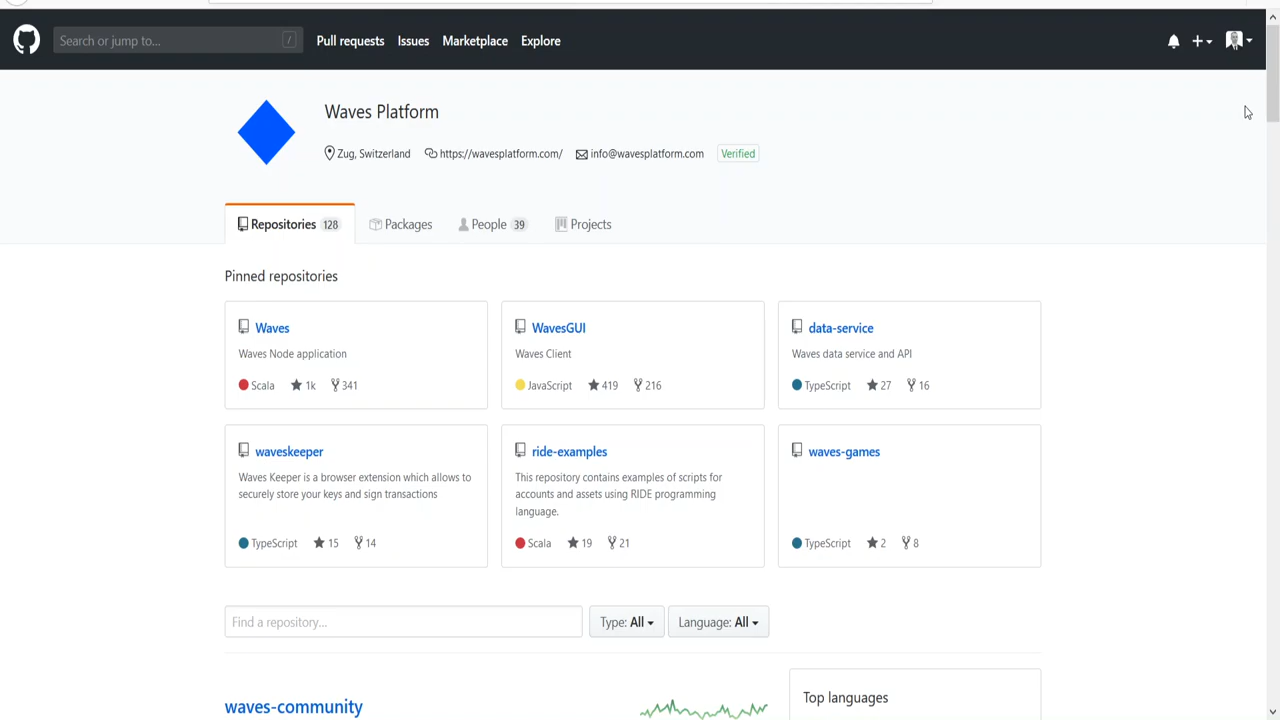 Search or jump to... /
Pull requests Issues Marketplace Explore
Waves Platform
Zug, Switzerland https://wavesplatform.com/ info@wavesplatform.com Verified
Repositories 128 Packages People 39 Projects
Pinned repositories
Waves
Waves Node application
Scala 1k 341
WavesGUI
Waves Client
JavaScript 419 216
data-service
Waves data service and API
TypeScript 27 16
waveskeeper
Waves Keeper is a browser extension which allows to
securely store your keys and sign transactions
TypeScript 15 14
ride-examples
This repository contains examples of scripts for
accounts and assets using RIDE programming
language.
Scala 19 21
waves-games
TypeScript 2 8
Find a repository... Type: All Language: All
waves-community
Top languages